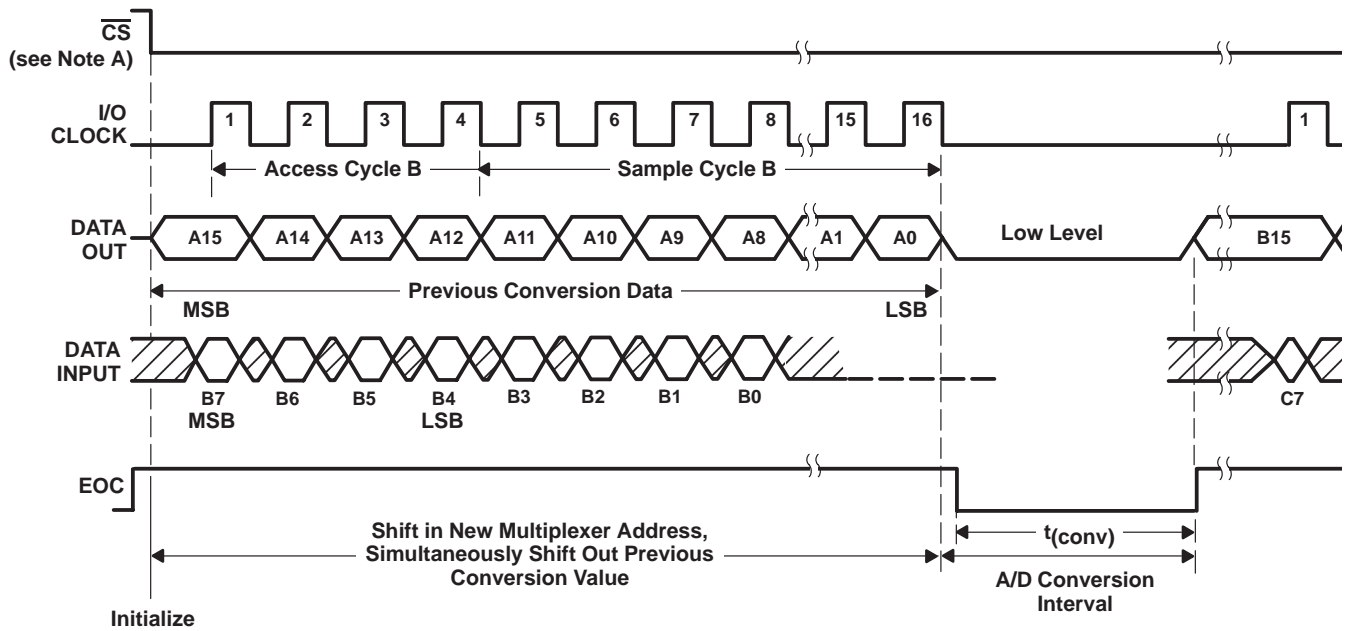 CS
(see Note A)
I/O
CLOCK
1 2 3 4 5 6 7 8 15 16 1
Access Cycle B Sample Cycle B
DATA
OUT
A15 A14 A13 A12 A11 A10 A9 A8 A1 A0 Low Level B15
Previous Conversion Data
MSB LSB
DATA
INPUT
B7 B6 B5 B4 B3 B2 B1 B0 C7
MSB LSB
EOC
Shift in New Multiplexer Address,
Simultaneously Shift Out Previous
Conversion Value
t(conv)
A/D Conversion
Interval
Initialize